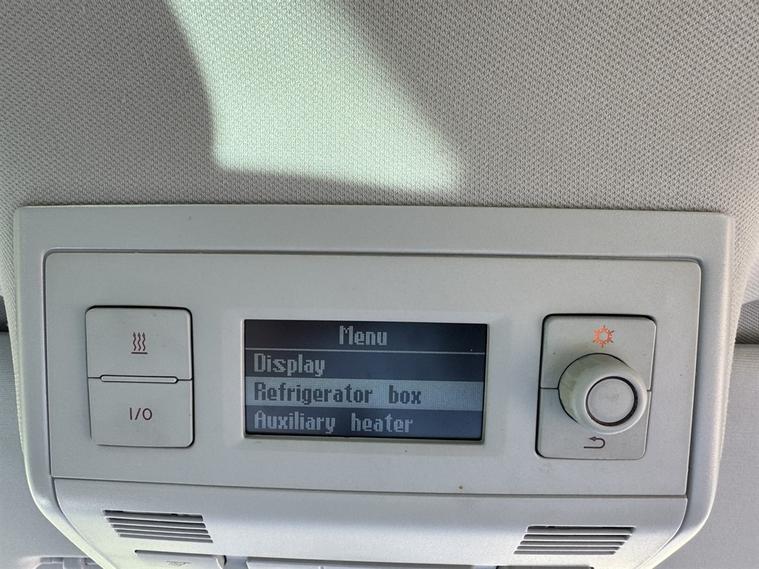 Menu
Display
Refrigerator box
Auxiliary heater
I/O